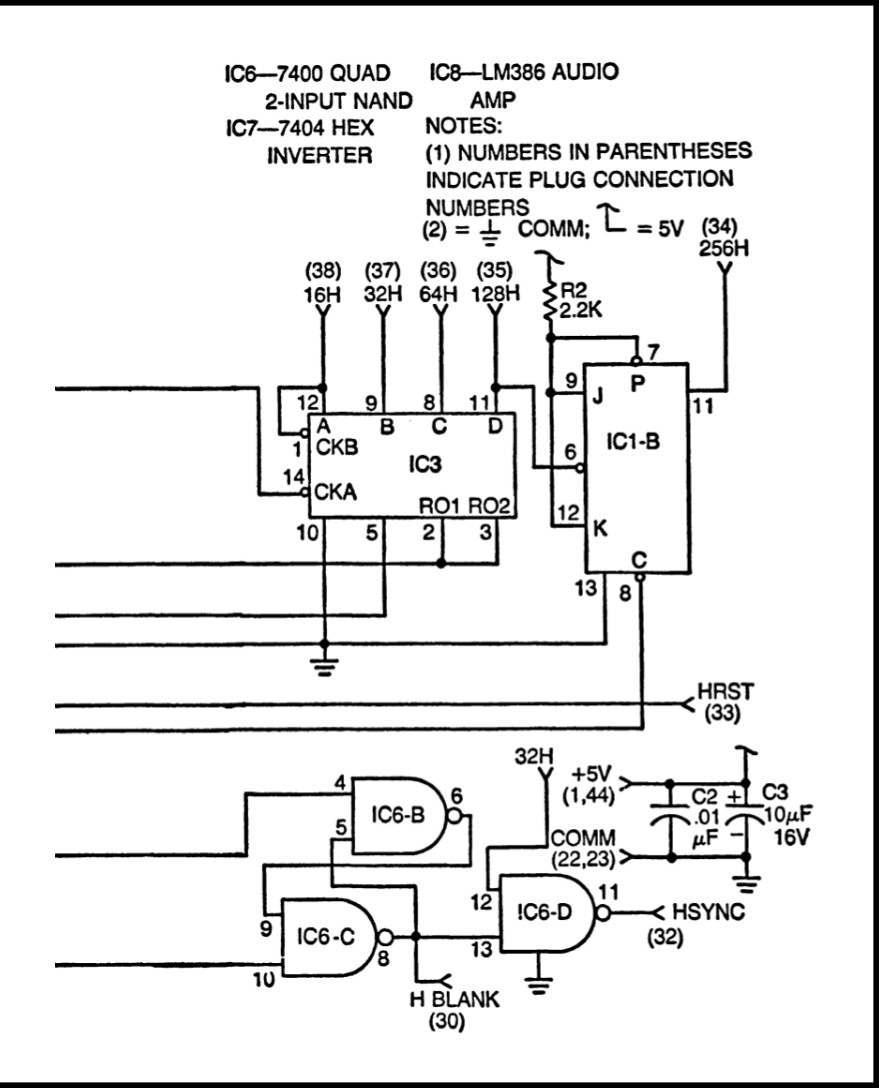 IC6—7400 QUAD
2-INPUT NAND
IC7—7404 HEX
INVERTER
IC8—LM386 AUDIO
AMP
NOTES:
(1) NUMBERS IN PARENTHESES
INDICATE PLUG CONNECTION
NUMBERS
(2) = COMM; = 5V
(34)
256H
(38)
16H
(37)
32H
(36)
64H
(35)
128H
R2
2.2K
7
12
9
8
11
9
J
P
11
A
B
C
D
1
CKB
IC3
6
IC1-B
14
CKA
RO1
RO2
12
K
10
5
2
3
C
13
8
HRST
(33)
32H
+5V
(1,44)
4
IC6-B
6
5
C2
.01
µF
+
C3
10µF
16V
−
COMM
(22,23)
9
IC6-C
8
10
12
IC6-D
11
13
HSYNC
(32)
H BLANK
(30)